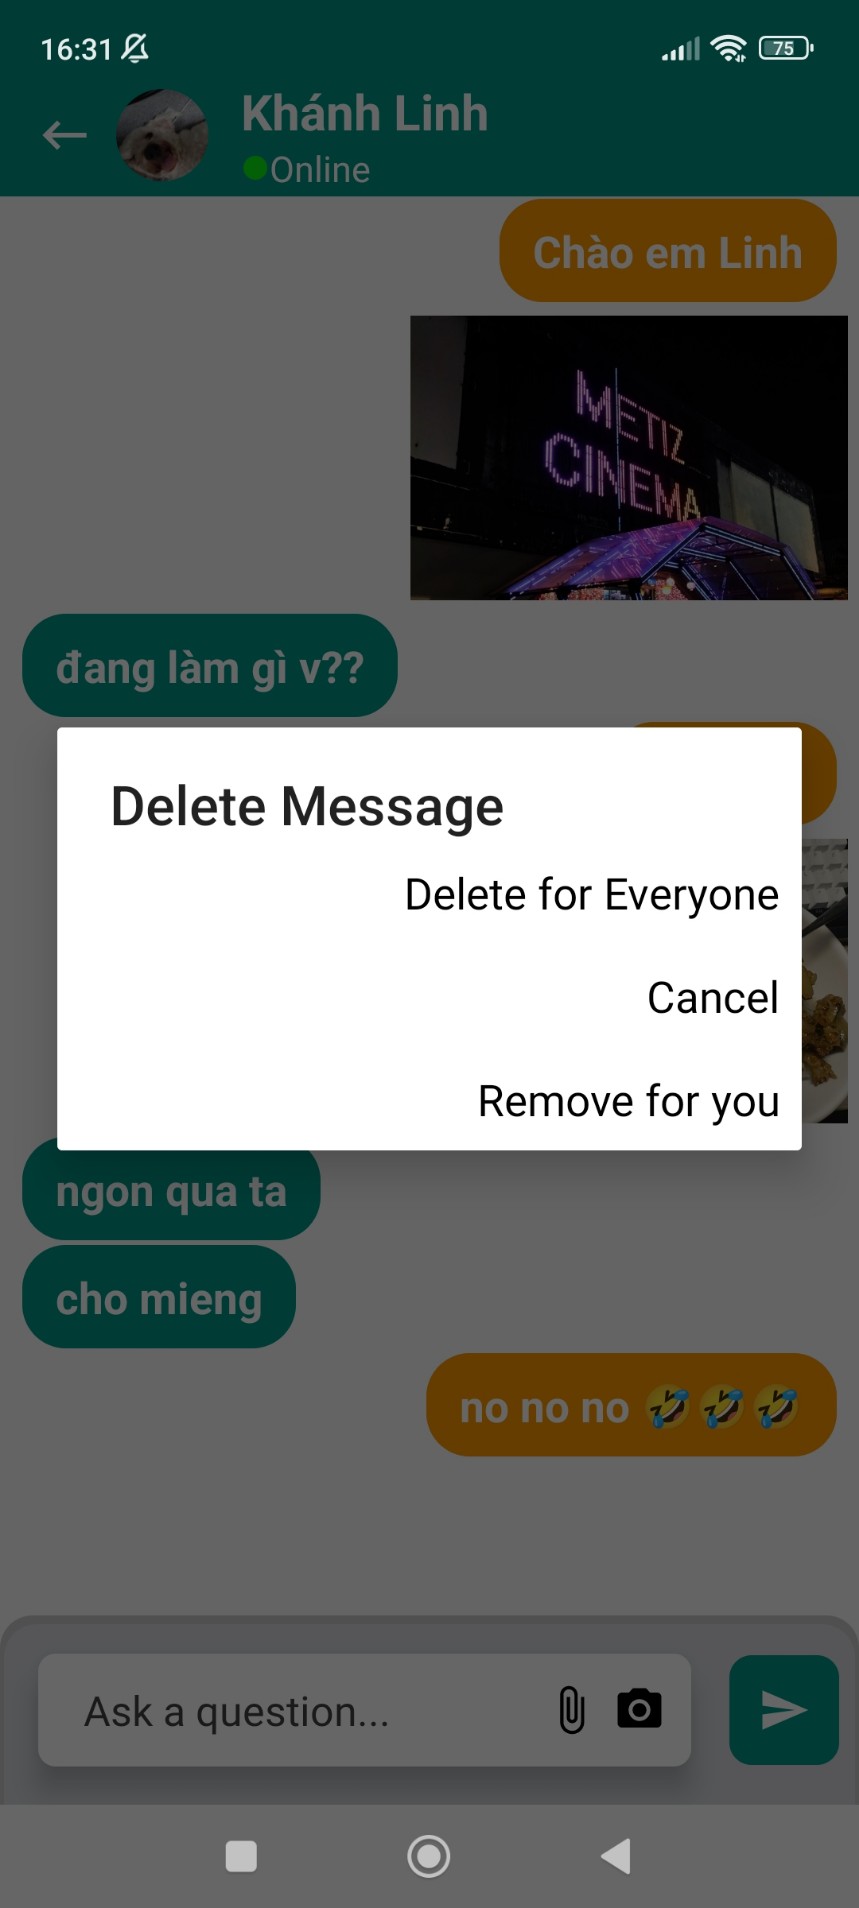 16:31
75
Khánh Linh
Online
Chào em Linh
METIZ
CINEMA
đang làm gì v??
Delete Message
Delete for Everyone
Cancel
Remove for you
ngon qua ta
cho mieng
no no no 🤣🤣🤣
Ask a question...